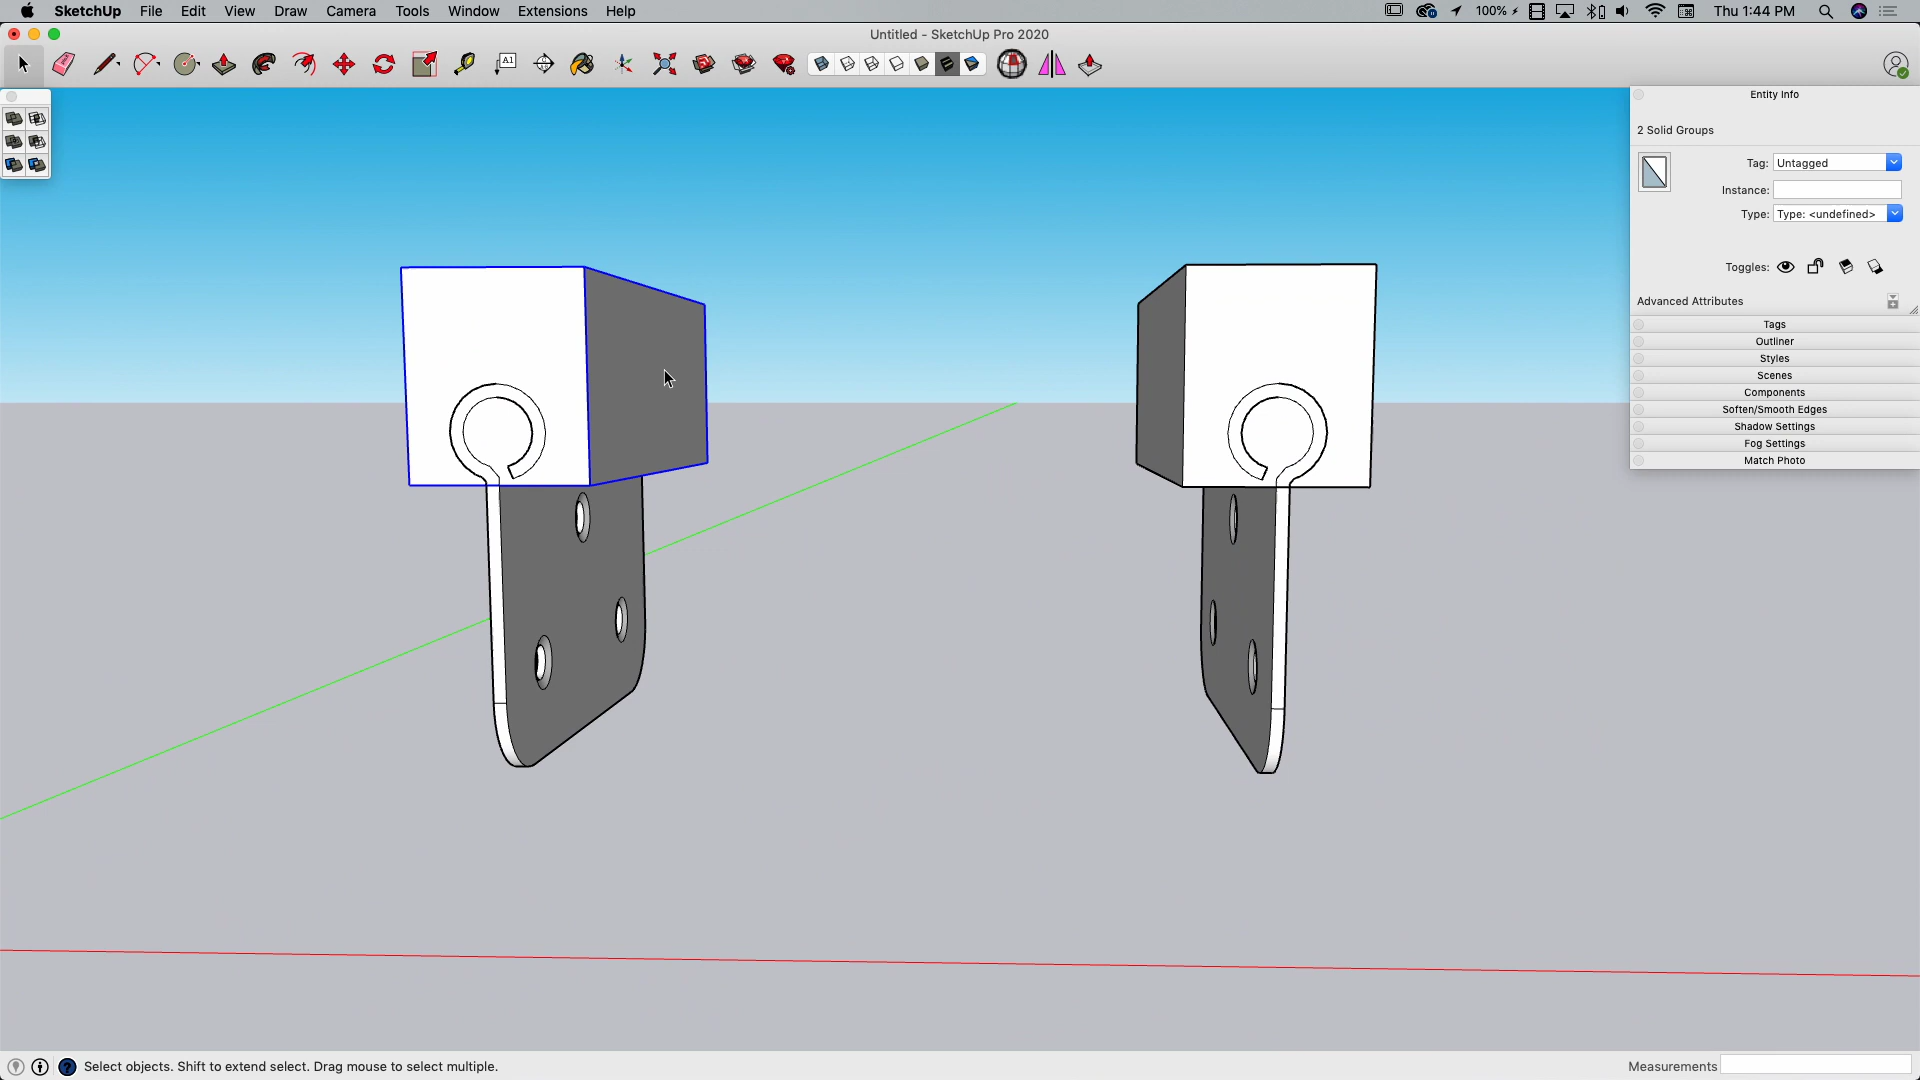 SketchUp File Edit View Draw Camera Tools Window Extensions Help
100% Thu 1:44 PM
Untitled - SketchUp Pro 2020
A1
Entity Info
2 Solid Groups
Tag: Untagged
Instance:
Type: Type: <undefined>
Toggles:
Advanced Attributes
Tags
Outliner
Styles
Scenes
Components
Soften/Smooth Edges
Shadow Settings
Fog Settings
Match Photo
Select objects. Shift to extend select. Drag mouse to select multiple.
Measurements